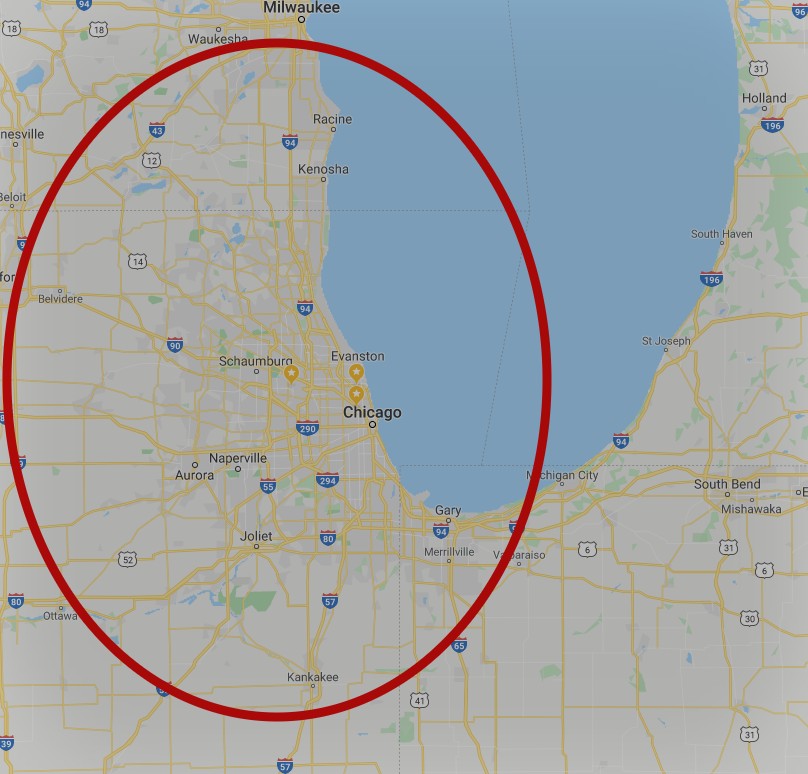 94
Milwaukee
96
18
18
Waukesha
31
Holland
196
43
Racine
nesville
94
12
Kenosha
Beloit
South Haven
9
14
for
196
Belvidere
94
90
St Joseph
Schaumburg
Evanston
Chicago
290
94
Naperville
Aurora
Michigan City
South Bend
55
294
Mishawaka
Gary
94
Joliet
80
Merrillville
Valparaiso
6
31
52
6
80
57
Ottawa
30
65
Kankakee
41
31
39
57